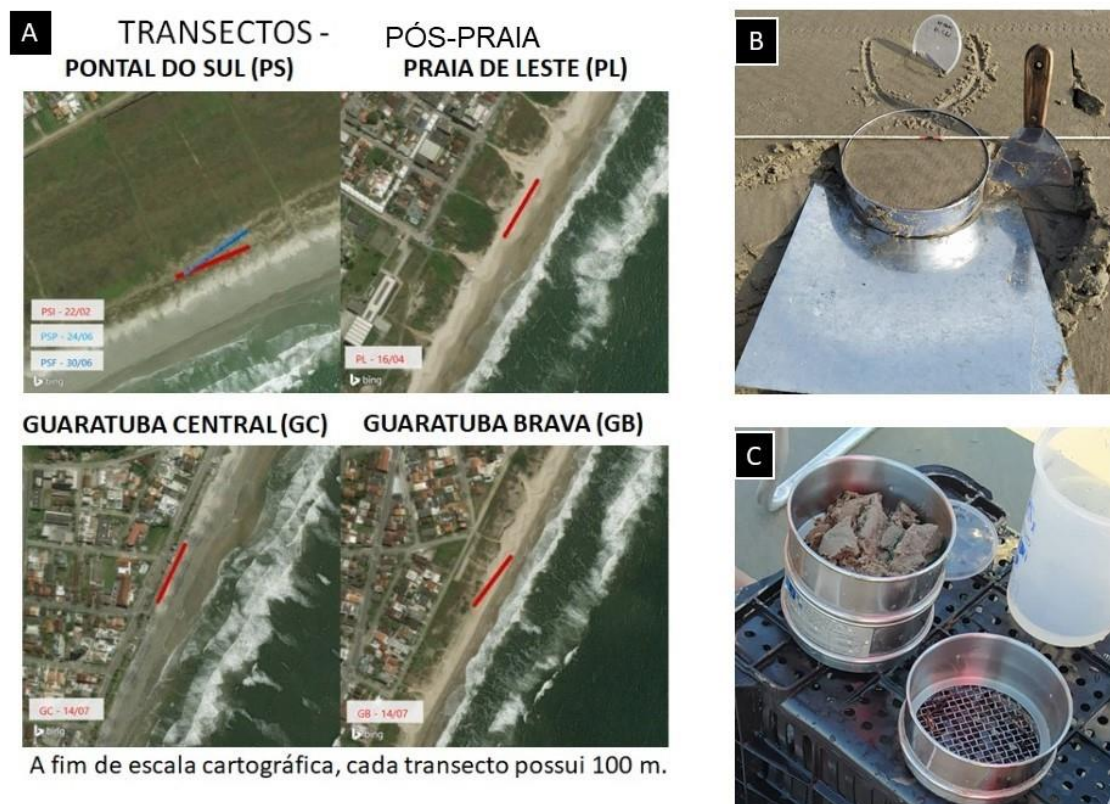 A
TRANSECTOS - PÓS-PRAIA
PONTAL DO SUL (PS)
PRAIA DE LESTE (PL)
PSI - 22/02
PSP - 24/06
PSF - 30/06
bing
PL - 16/04
bing
GUARATUBA CENTRAL (GC)
GUARATUBA BRAVA (GB)
GC - 14/07
bing
GB - 14/07
bing
A fim de escala cartográfica, cada transecto possui 100 m.
B
C